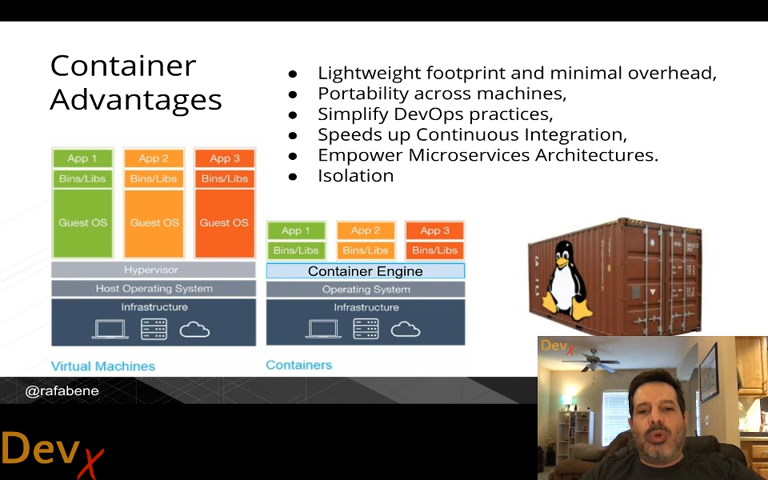 Container
Advantages
● Lightweight footprint and minimal overhead,
● Portability across machines,
● Simplify DevOps practices,
● Speeds up Continuous Integration,
● Empower Microservices Architectures.
● Isolation
App 1 App 2 App 3
Bins/Libs Bins/Libs Bins/Libs
Guest OS Guest OS Guest OS
Hypervisor
Host Operating System
Infrastructure
Virtual Machines
App 1 App 2 App 3
Bins/Libs Bins/Libs Bins/Libs
Container Engine
Operating System
Infrastructure
Containers
@rafabene
Dev x
Dev x